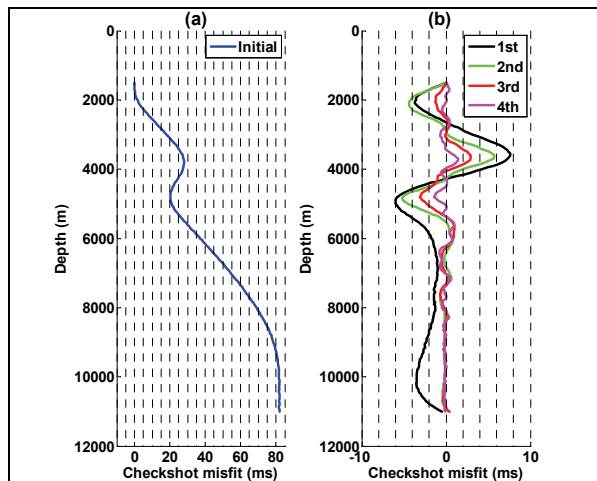 (a)
Initial
0
2000
4000
6000
8000
10000
12000
Depth (m)
0 20 40 60 80
Checkshot misfit (ms)
(b)
1st
2nd
3rd
4th
0
2000
4000
6000
8000
10000
12000
Depth (m)
-10 0 10
Checkshot misfit (ms)